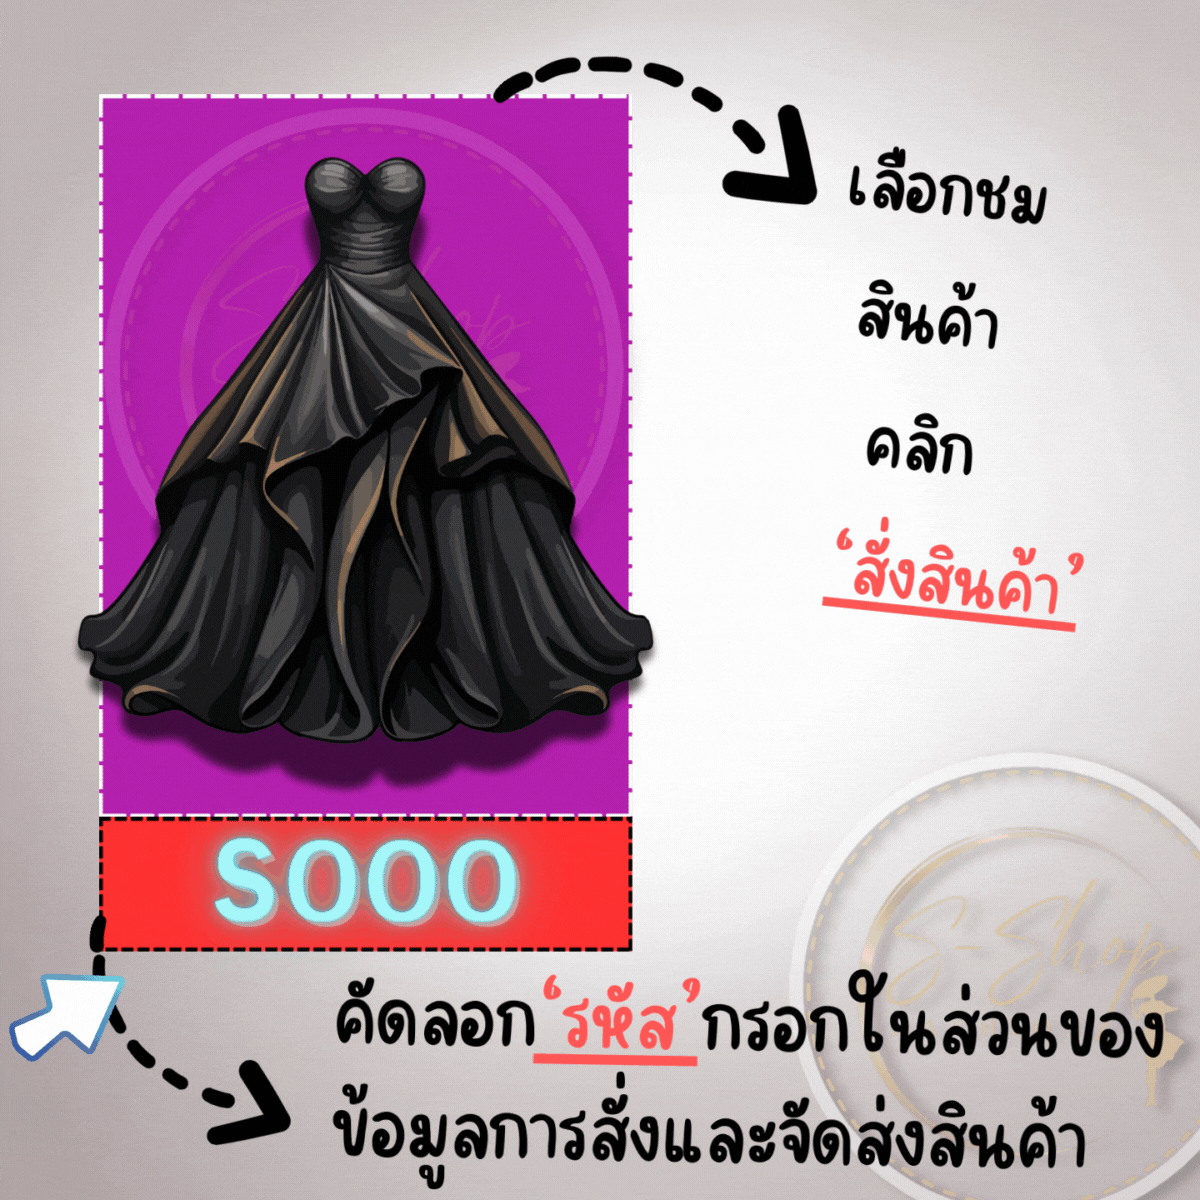 เลือกชม
สินค้า
คลิก
‘สั่งสินค้า’
S000
S-Shop
คัดลอก ‘รหัส’ กรอกในส่วนของ
ข้อมูลการสั่งและจัดส่งสินค้า